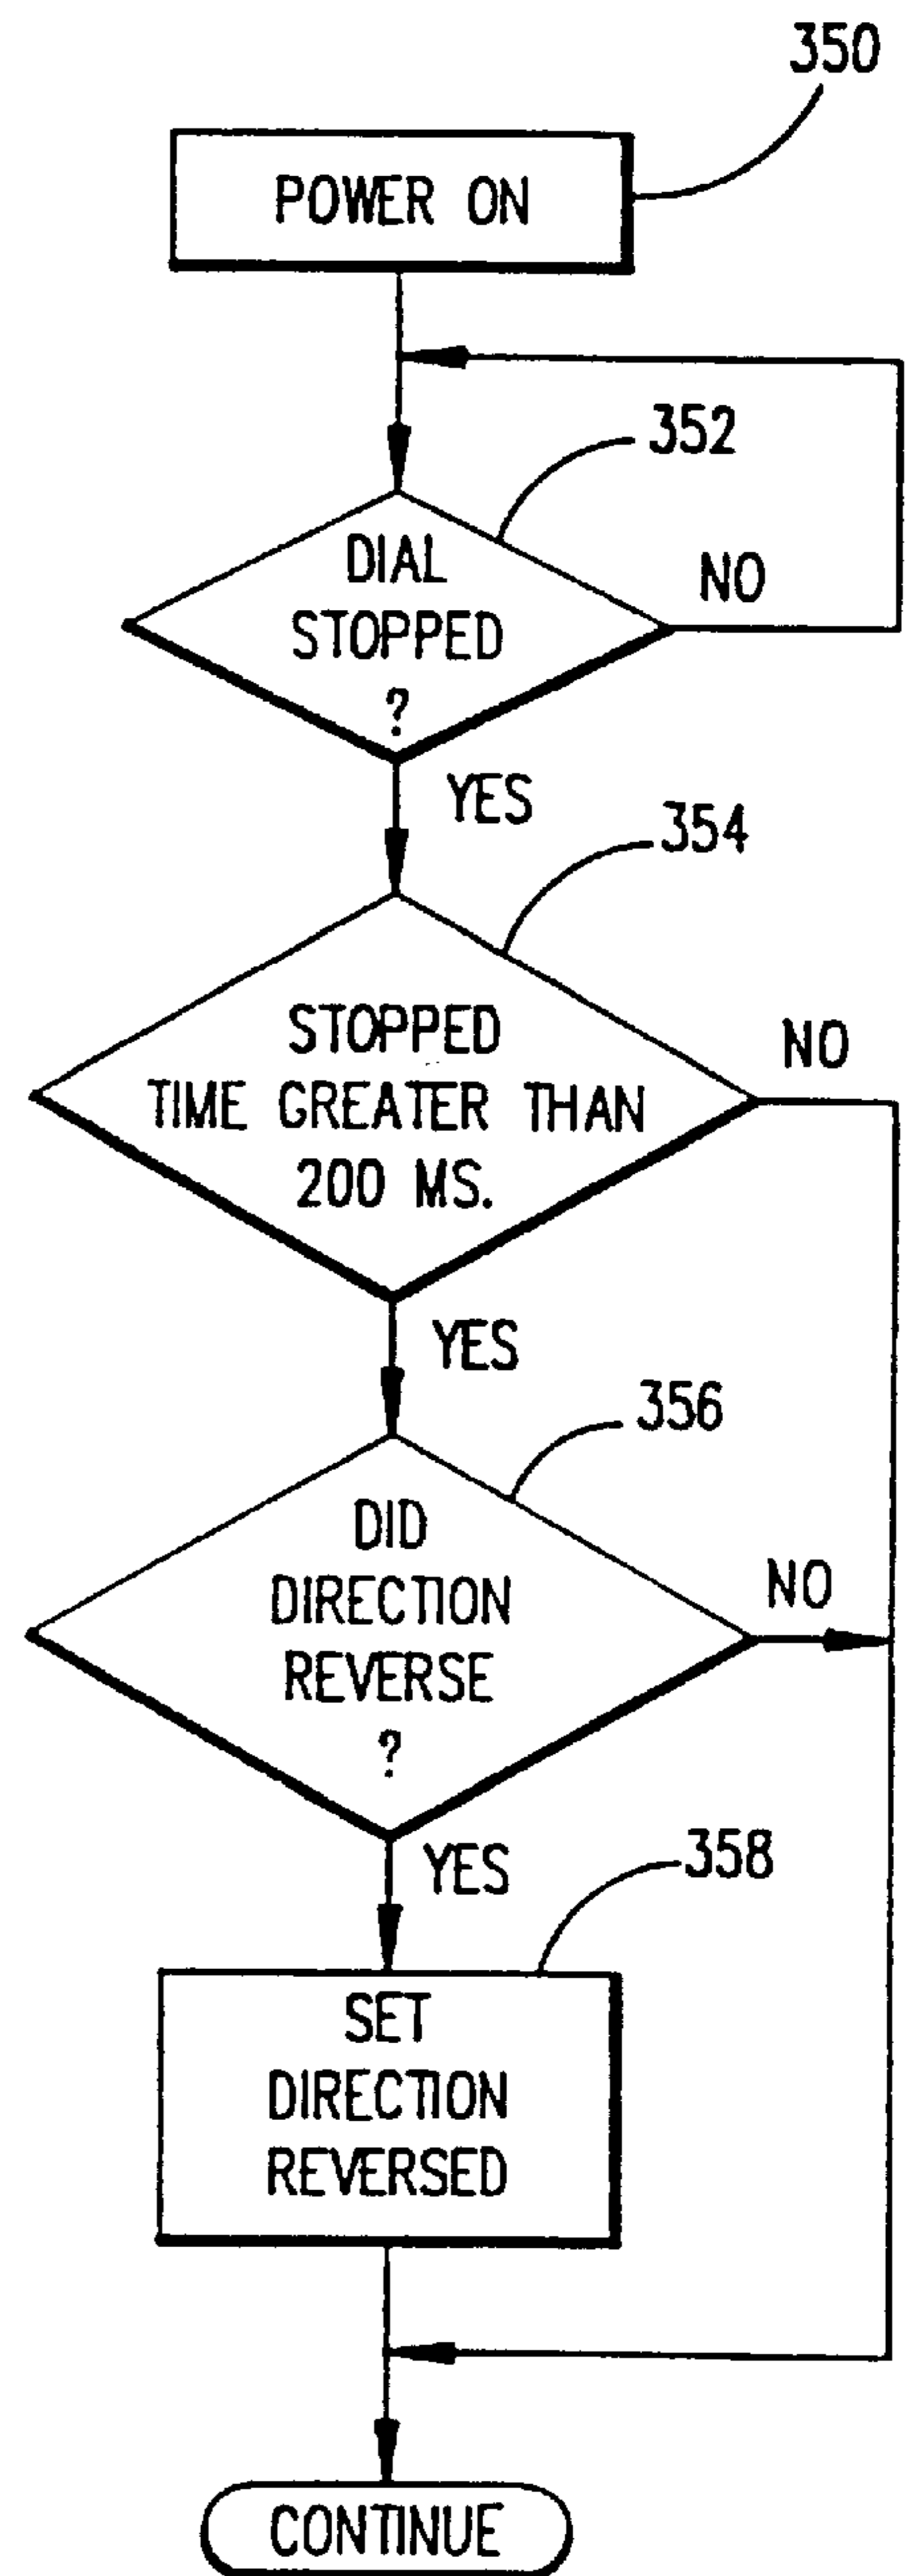 350
POWER ON
352
DIAL
STOPPED
?
NO
YES
354
STOPPED
TIME GREATER THAN
200 MS.
NO
YES
356
DID
DIRECTION
REVERSE
?
NO
YES
358
SET
DIRECTION
REVERSED
CONTINUE